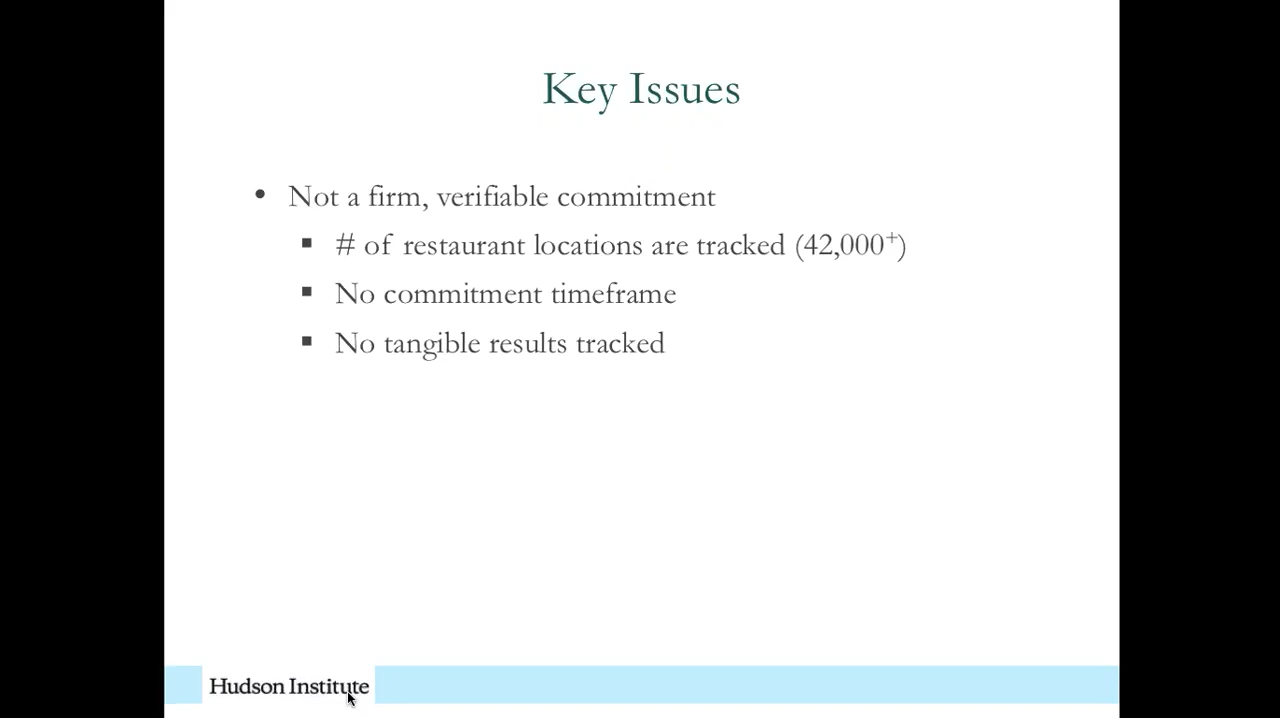 Key Issues
• Not a firm, verifiable commitment
▪ # of restaurant locations are tracked (42,000⁺)
▪ No commitment timeframe
▪ No tangible results tracked
Hudson Institute